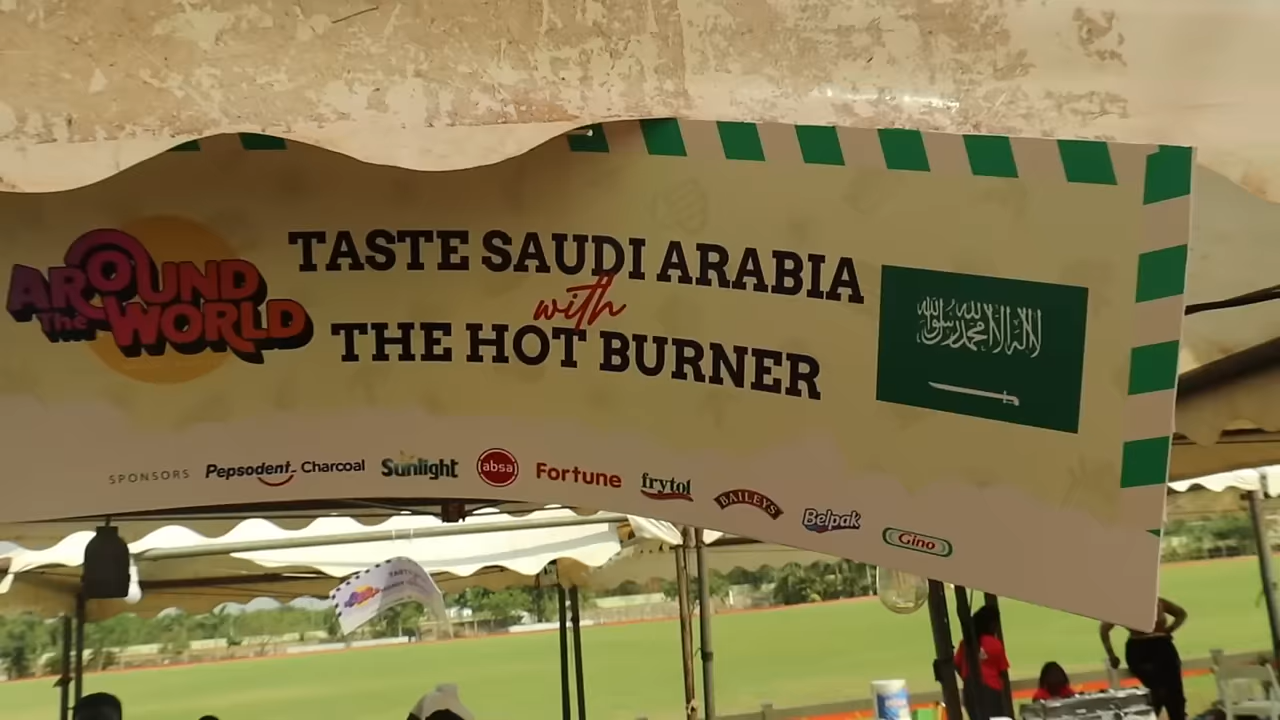 AROUND
The WORLD
TASTE SAUDI ARABIA
with
THE HOT BURNER
لا إله إلا الله محمد رسول الله
SPONSORS Pepsodent Charcoal Sunlight absa Fortune frytol BAILEYS Belpak Gino